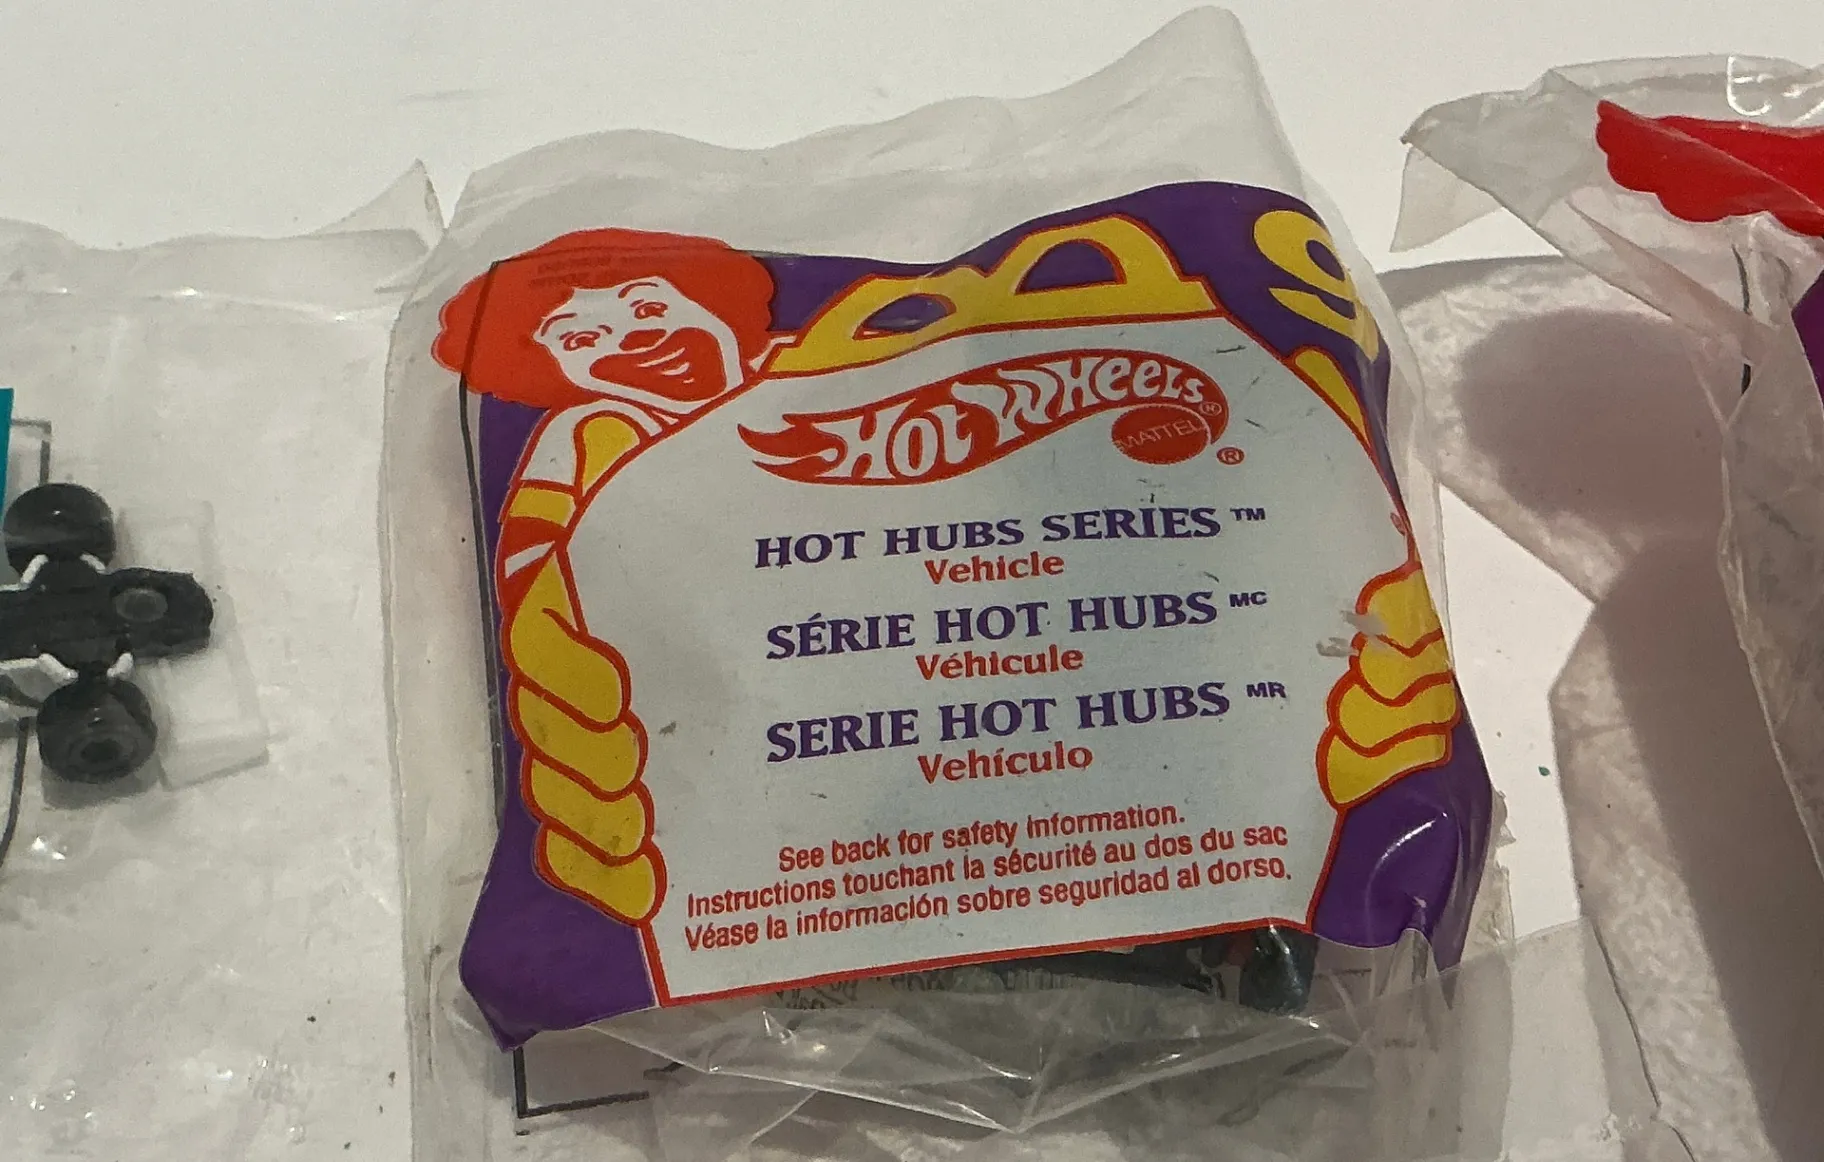 9
HOT WHEELS ®
MATTEL
®
HOT HUBS SERIES ™
Vehicle
SÉRIE HOT HUBS MC
Véhicule
SERIE HOT HUBS MR
Vehículo
See back for safety information.
Instructions touchant la sécurité au dos du sac
Véase la información sobre seguridad al dorso.